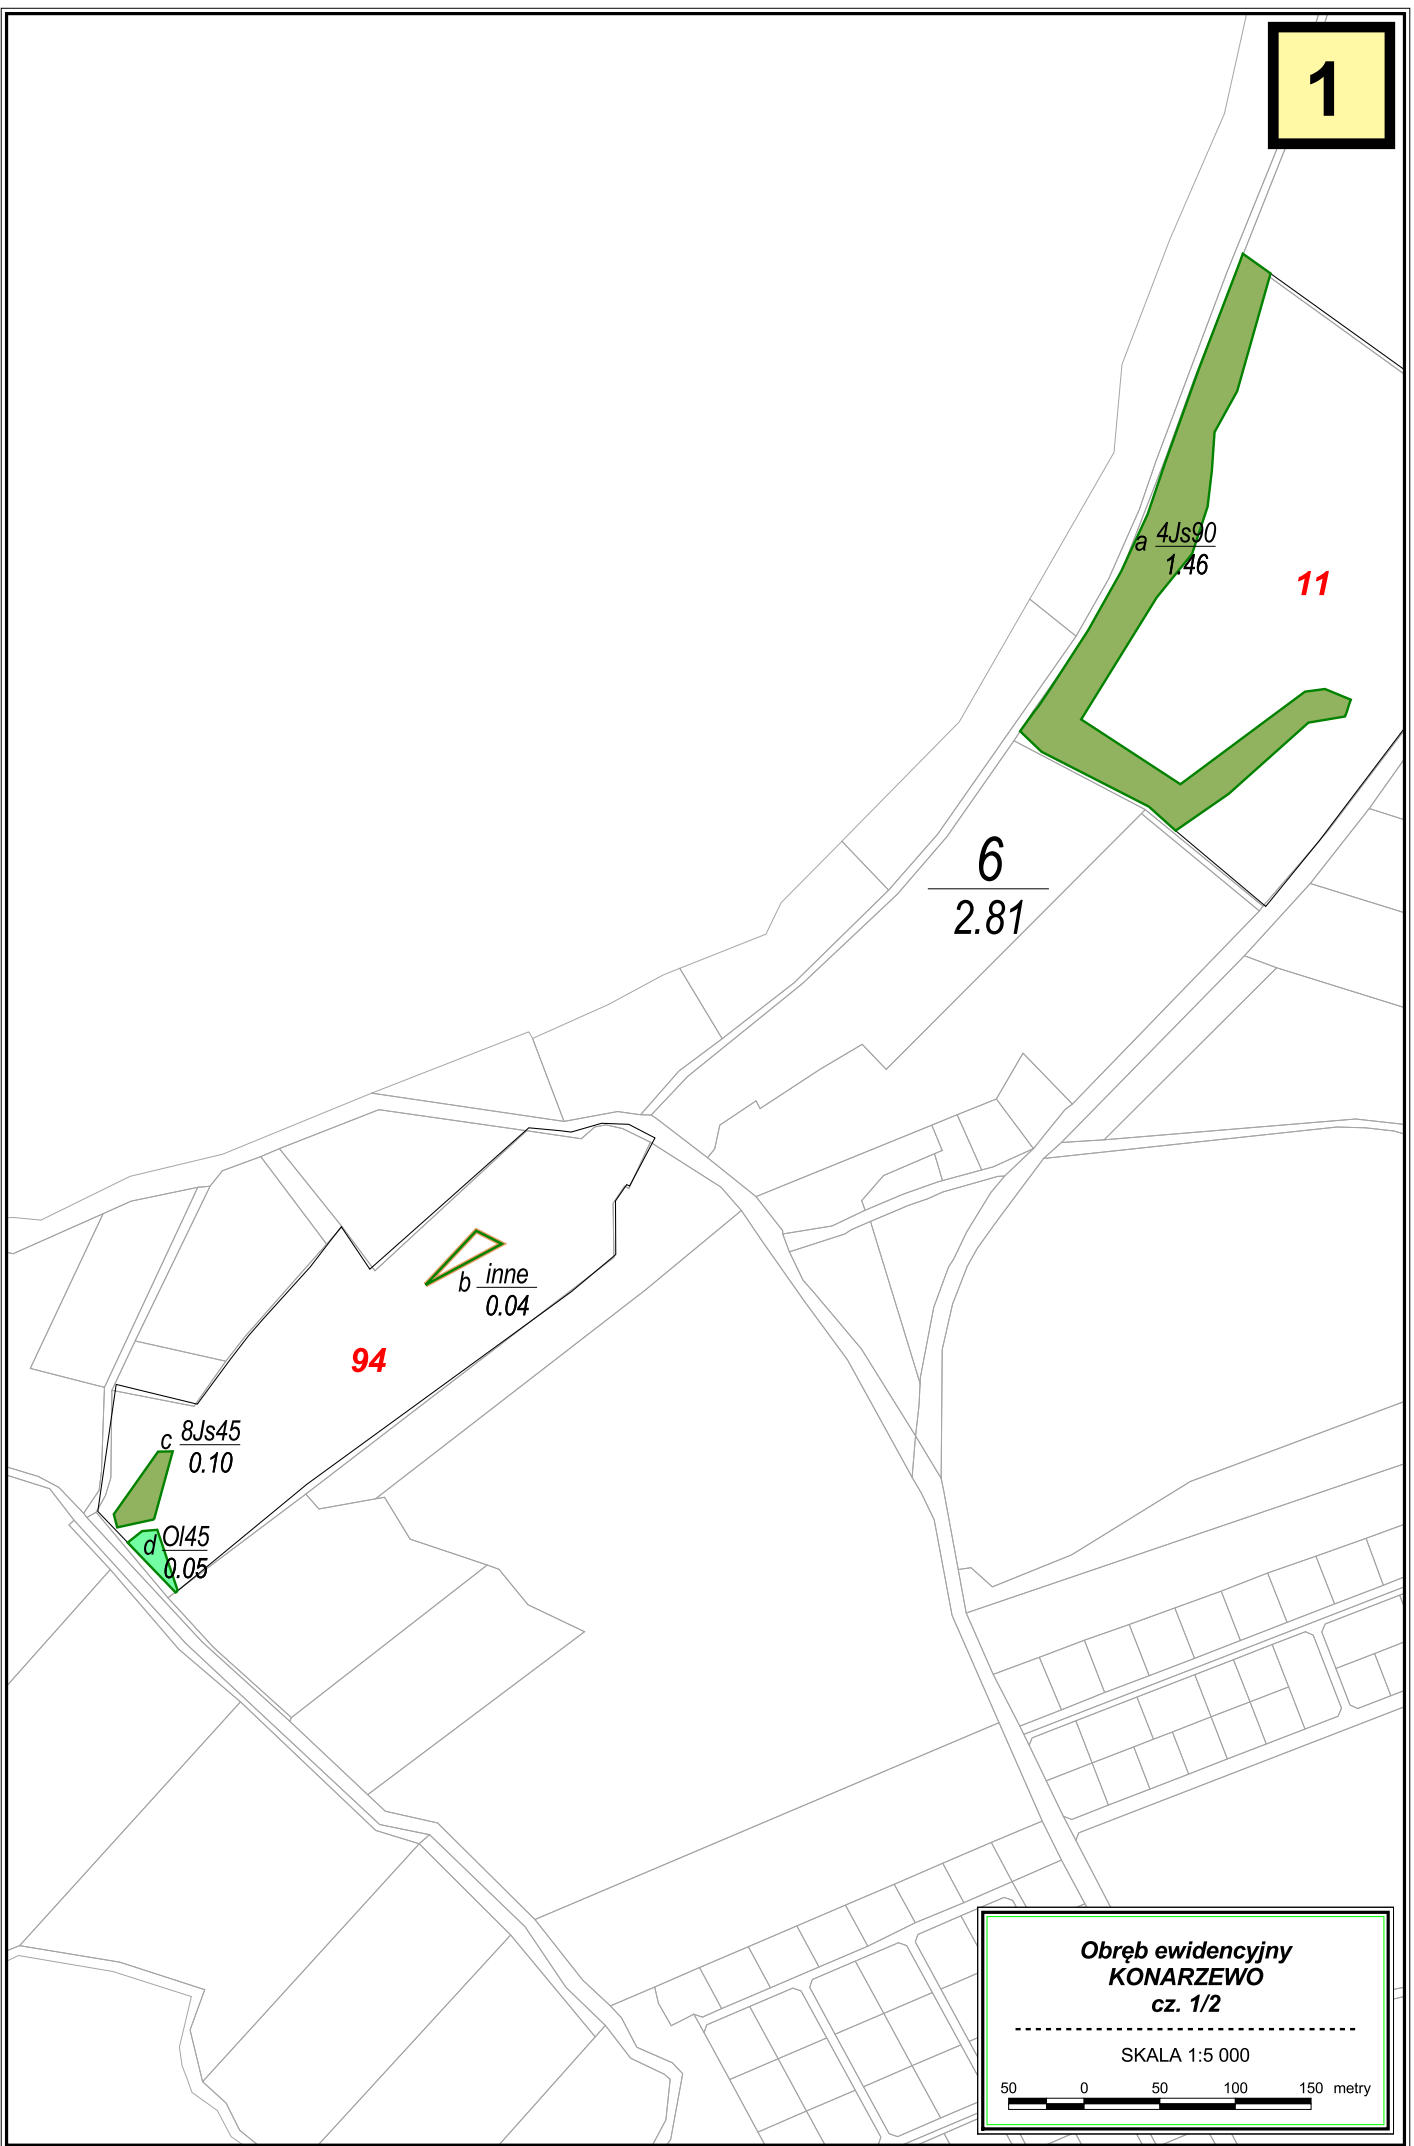 1
a 4Js90
1.46
11
6
2.81
b inne
0.04
94
c 8Js45
0.10
d Ol45
0.05
Obręb ewidencyjny
KONARZEWO
cz. 1/2
SKALA 1:5 000
50 0 50 100 150 metry